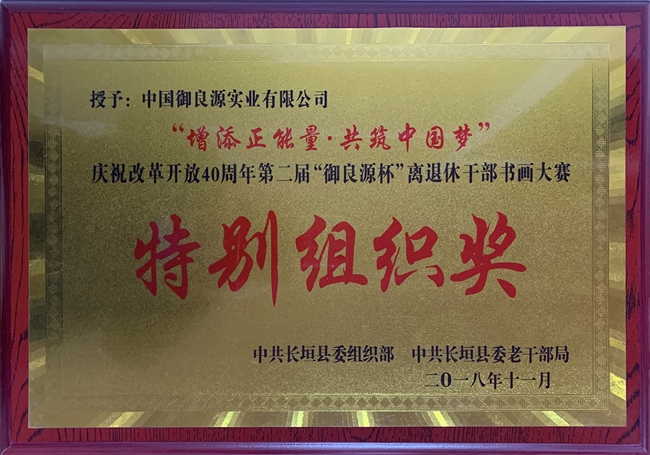 授予：中国御良源实业有限公司
“增添正能量·共筑中国梦”
庆祝改革开放40周年第二届“御良源杯”离退休干部书画大赛
特别组织奖
中共长垣县委组织部 中共长垣县委老干部局
二O一八年十一月